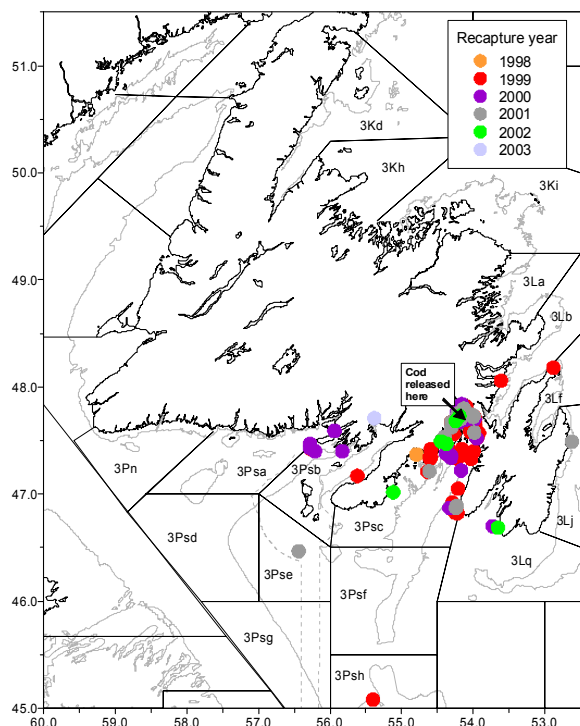 Recapture year
1998
1999
2000
2001
2002
2003
51.0
50.0
49.0
48.0
47.0
46.0
45.0
3Kd
3Kh
3Ki
3La
3Lb
Cod
released
here
3Lf
3Pn
3Psa
3Psb
3Psc
3Lj
3Psd
3Pse
3Lq
3Psf
3Psg
3Psh
60.0 59.0 58.0 57.0 56.0 55.0 54.0 53.0